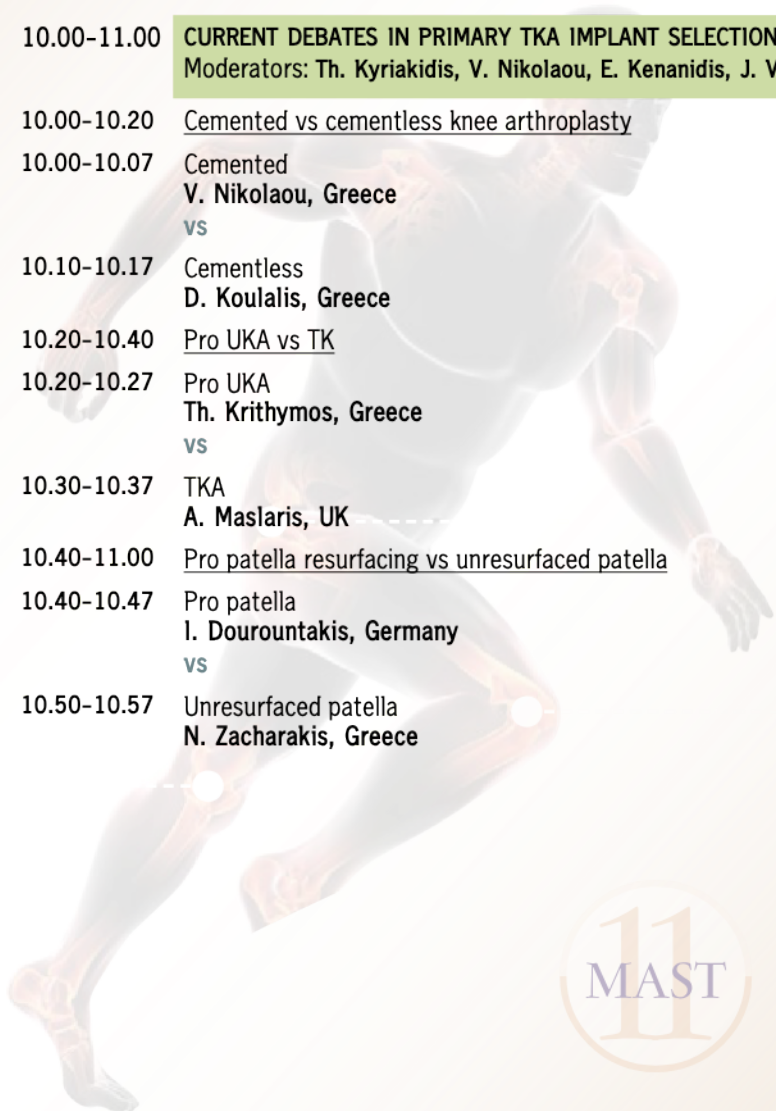 10.00-11.00 CURRENT DEBATES IN PRIMARY TKA IMPLANT SELECTION
Moderators: Th. Kyriakidis, V. Nikolaou, E. Kenanidis, J. V
10.00-10.20 Cemented vs cementless knee arthroplasty
10.00-10.07 Cemented
V. Nikolaou, Greece
vs
10.10-10.17 Cementless
D. Koulalis, Greece
10.20-10.40 Pro UKA vs TK
10.20-10.27 Pro UKA
Th. Krithymos, Greece
vs
10.30-10.37 TKA
A. Maslaris, UK
10.40-11.00 Pro patella resurfacing vs unresurfaced patella
10.40-10.47 Pro patella
I. Dourountakis, Germany
vs
10.50-10.57 Unresurfaced patella
N. Zacharakis, Greece
11
MAST